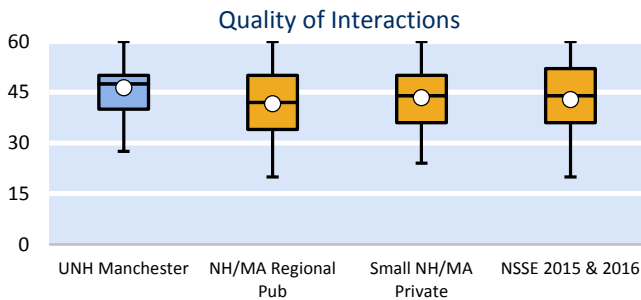 Quality of Interactions
60
45
30
15
0
UNH Manchester
NH/MA Regional
Pub
Small NH/MA
Private
NSSE 2015 & 2016